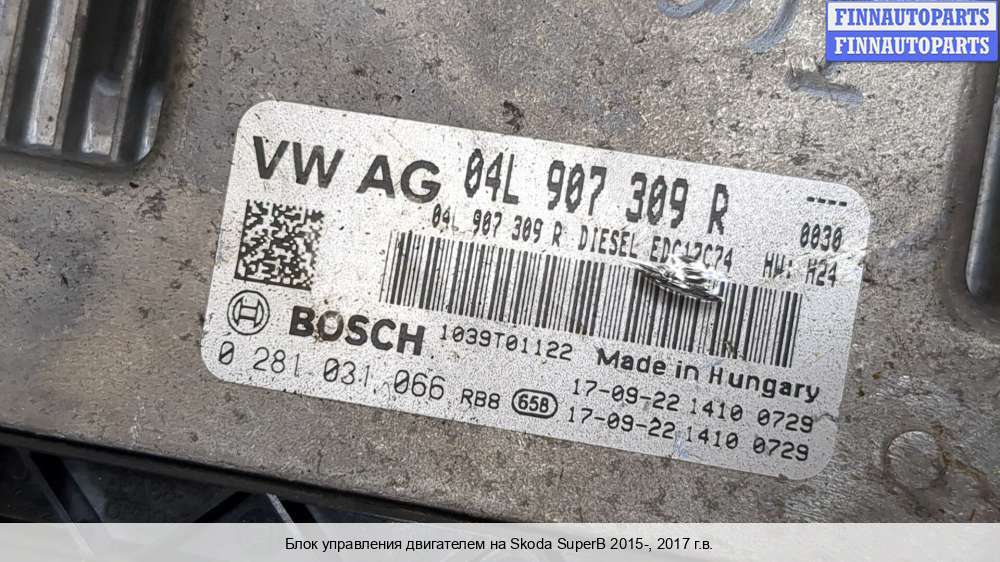 FINNAUTOPARTS
FINNAUTOPARTS
VW AG 04L 907 309 R ----
04L 907 309 R DIESEL EDC17C74 0030
HW: H24
BOSCH 1039T01122 Made in Hungary
0 281 031 066 RB8 658 17-09-22 1410 0729
17-09-22 1410 0729
Блок управления двигателем на Skoda SuperB 2015-, 2017 г.в.